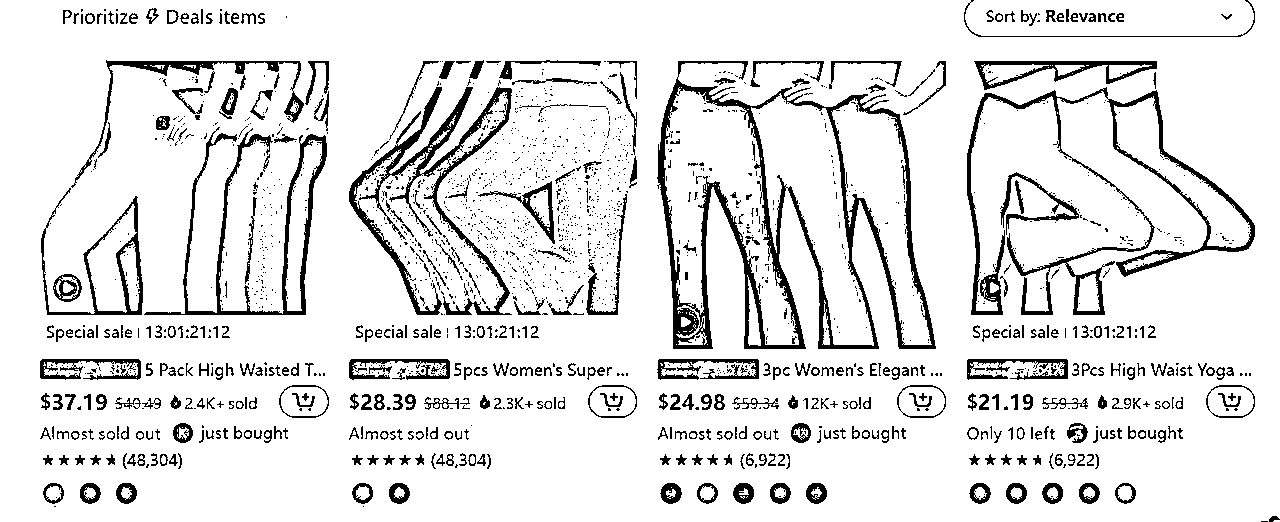 Prioritize Deals items
Sort by: Relevance
Special sale | 13:01:21:12
5 Pack High Waisted T...
$37.19 $40.49 2.4K+ sold
Almost sold out just bought
(48,304)
Special sale | 13:01:21:12
5pcs Women's Super ...
$28.39 $88.12 2.3K+ sold
Almost sold out
(48,304)
3pc Women's Elegant ...
$24.98 $59.34 12K+ sold
Almost sold out just bought
(6,922)
Special sale | 13:01:21:12
3Pcs High Waist Yoga ...
$21.19 $59.34 2.9K+ sold
Only 10 left just bought
(6,922)